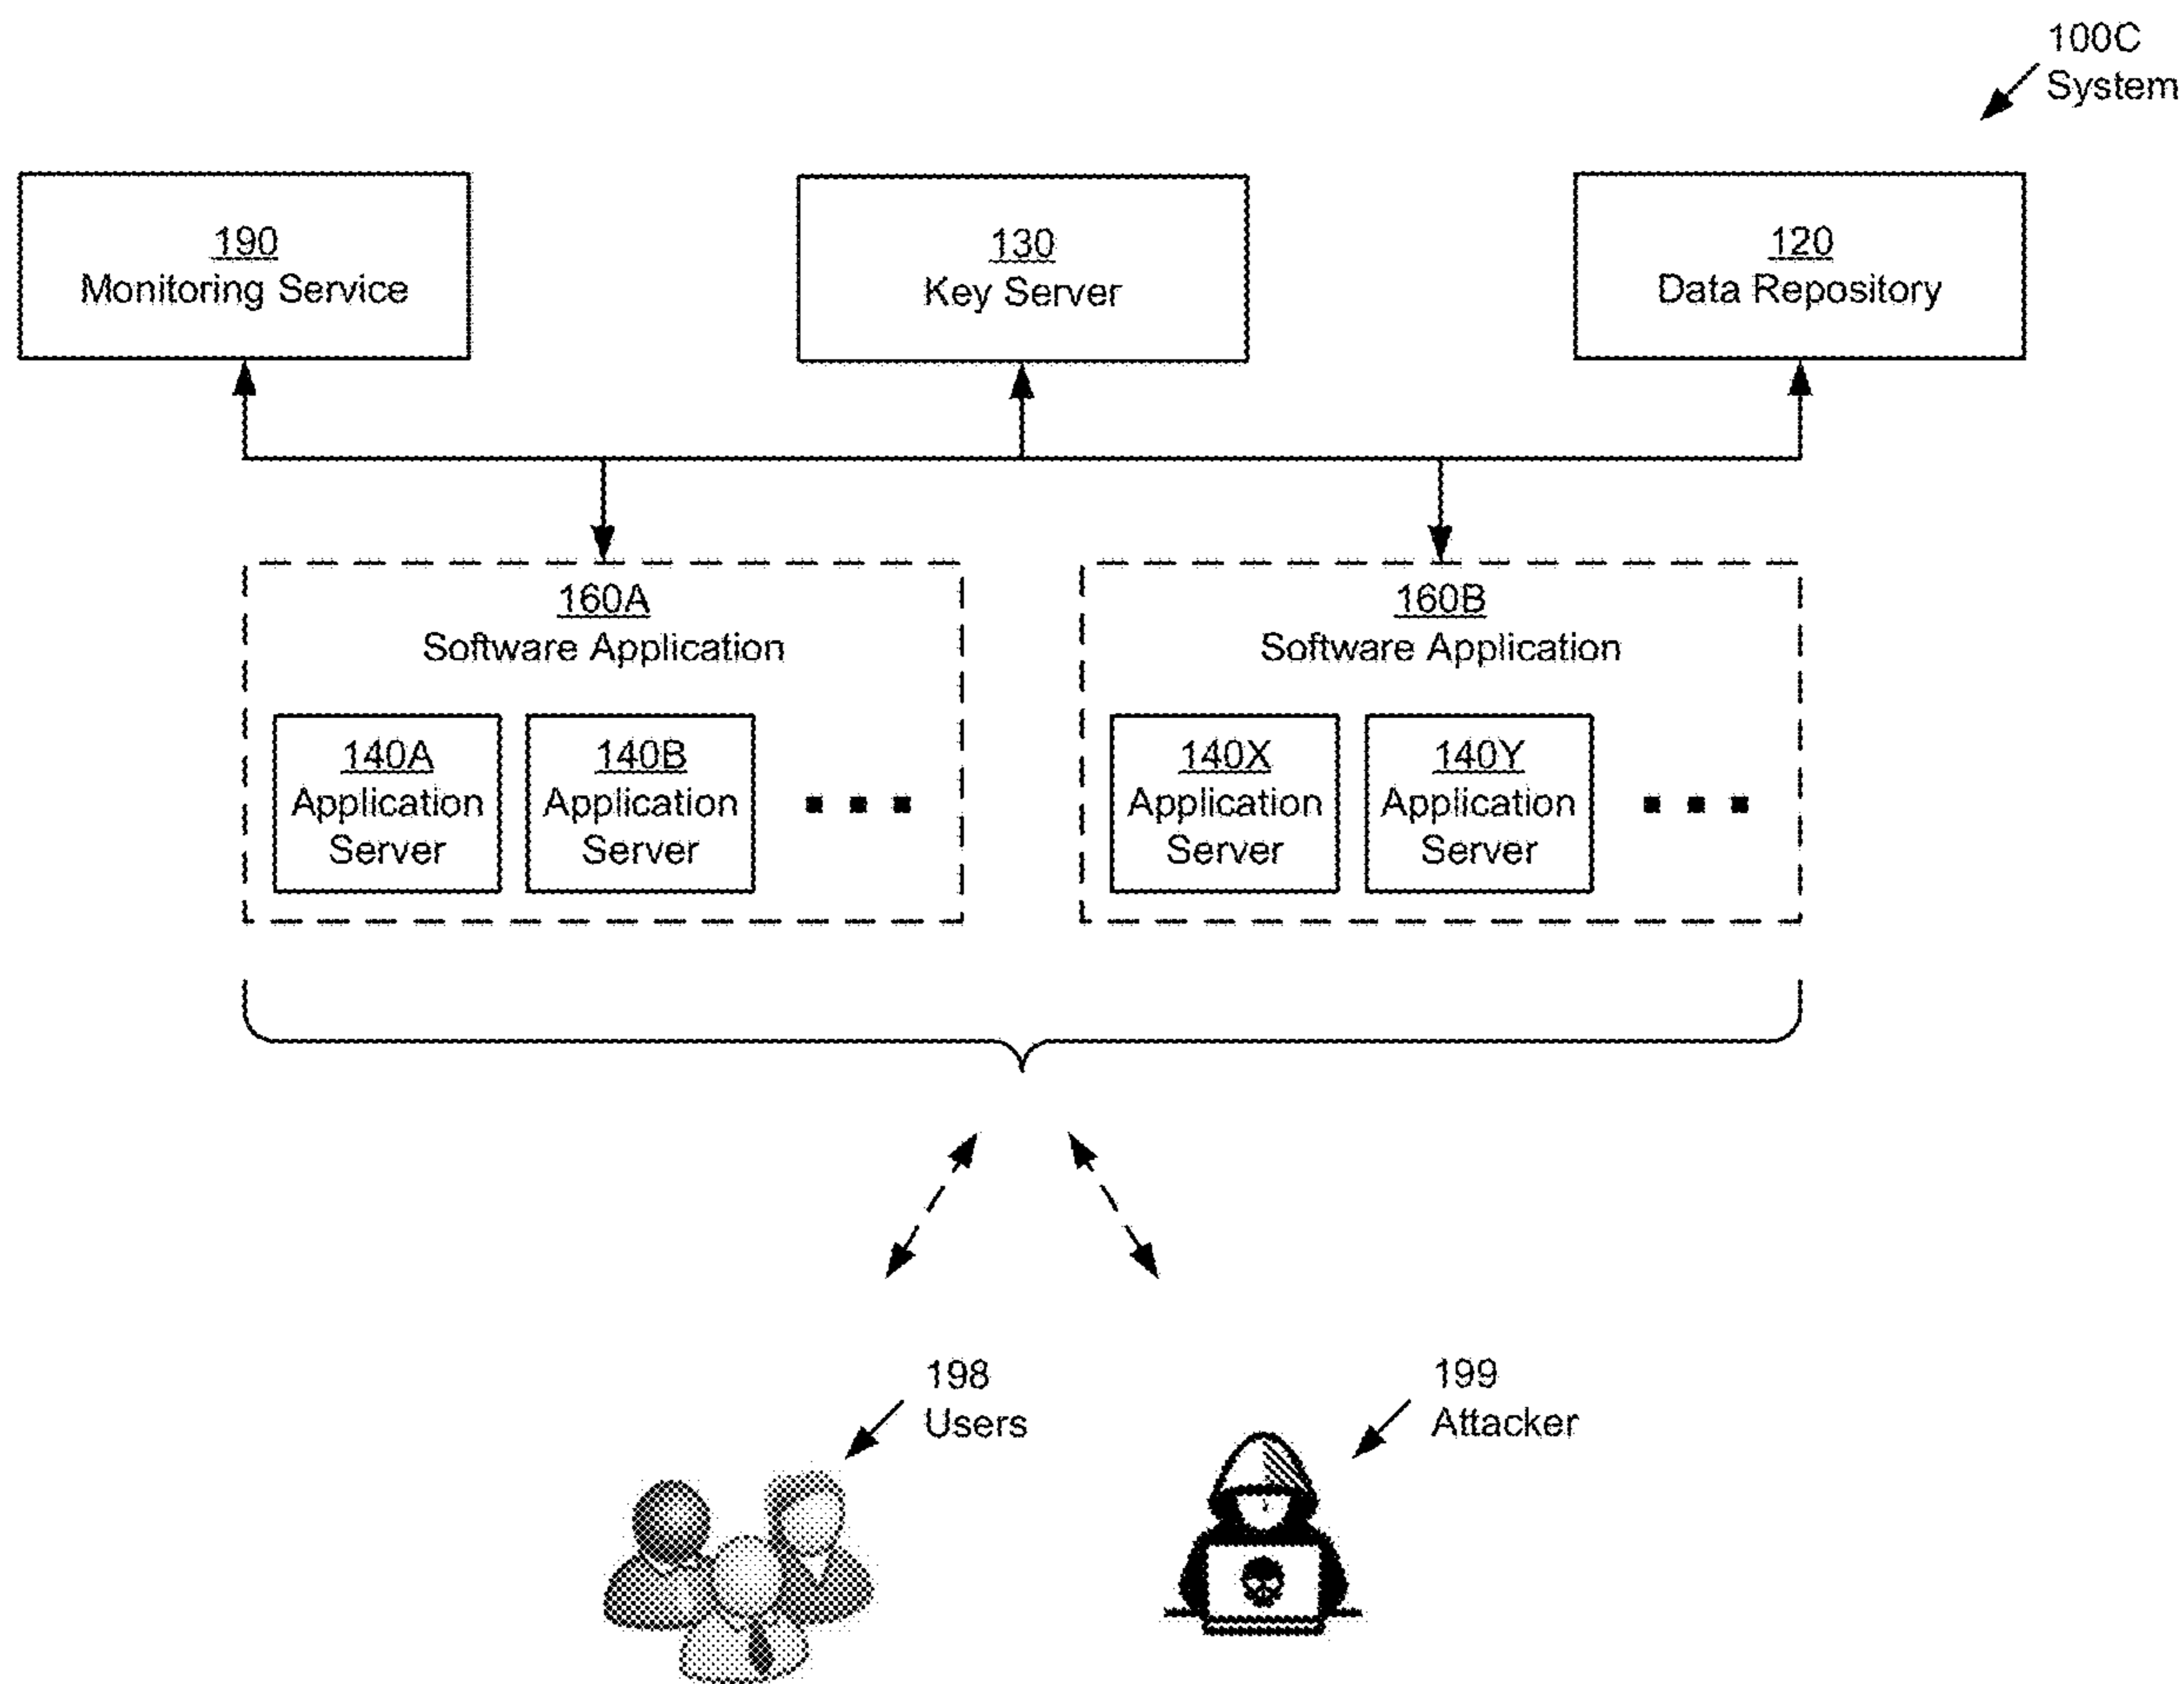 100C
System
190
Monitoring Service
130
Key Server
120
Data Repository
160A
Software Application
160B
Software Application
140A
Application
Server
140B
Application
Server
140X
Application
Server
140Y
Application
Server
198
Users
199
Attacker